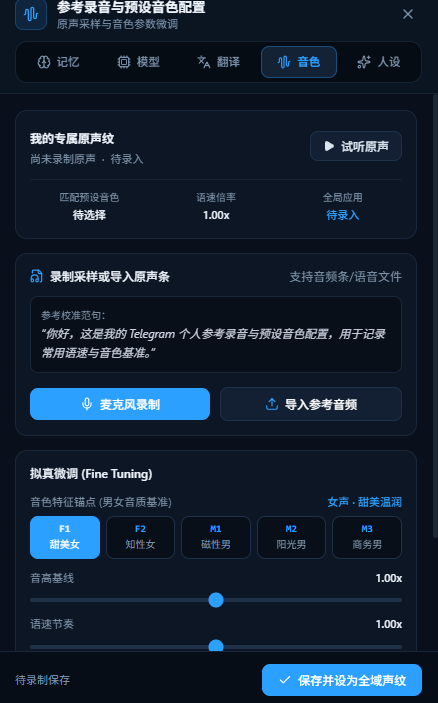 参考录音与预设音色配置
原声采样与音色参数微调
记忆
模型
翻译
音色
人设
我的专属原声纹
尚未录制原声 · 待录入
试听原声
匹配预设音色
语速倍率
全局应用
待选择
1.00x
待录入
录制采样或导入原声条
支持音频条/语音文件
参考校准范句：
“你好，这是我的 Telegram 个人参考录音与预设音色配置，用于记录
常用语速与音色基准。”
麦克风录制
导入参考音频
拟真微调 (Fine Tuning)
音色特征锚点 (男女音质基准)
女声 · 甜美温润
F1
甜美女
F2
知性女
M1
磁性男
M2
阳光男
M3
商务男
音高基线
1.00x
语速节奏
1.00x
待录制保存
保存并设为全域声纹